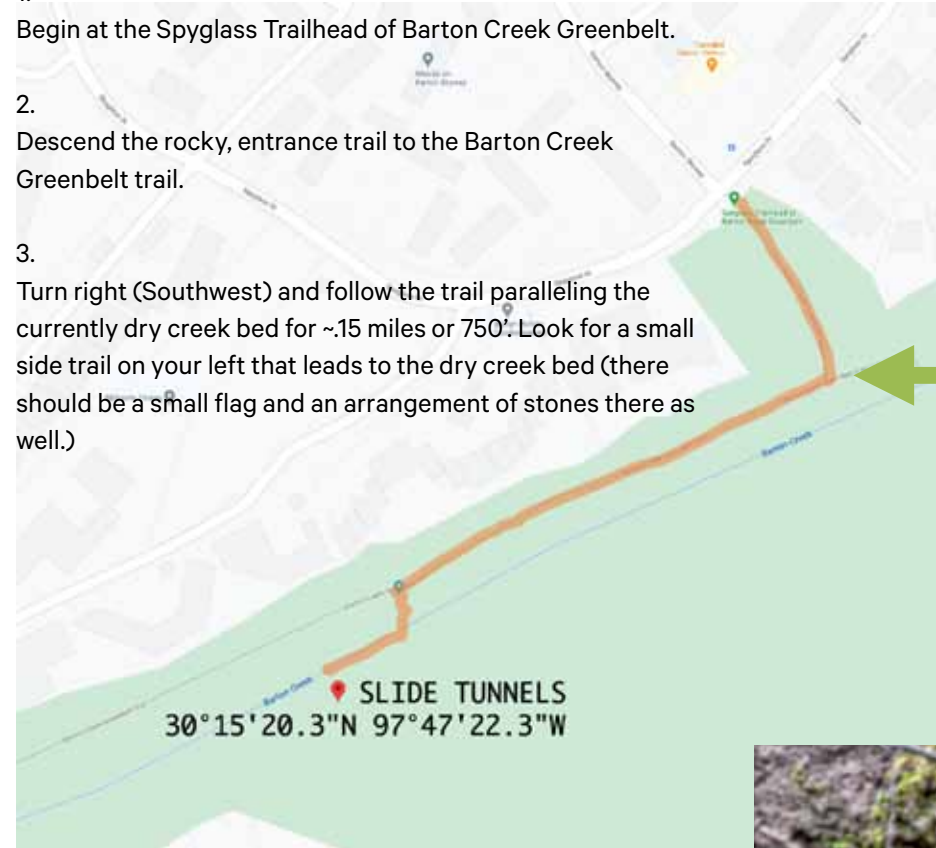 Begin at the Spyglass Trailhead of Barton Creek Greenbelt.
2.
Descend the rocky, entrance trail to the Barton Creek
Greenbelt trail.
3.
Turn right (Southwest) and follow the trail paralleling the
currently dry creek bed for ~.15 miles or 750'. Look for a small
side trail on your left that leads to the dry creek bed (there
should be a small flag and an arrangement of stones there as
well.)
Barton Creek
Barton Creek
SLIDE TUNNELS
30°15'20.3"N 97°47'22.3"W